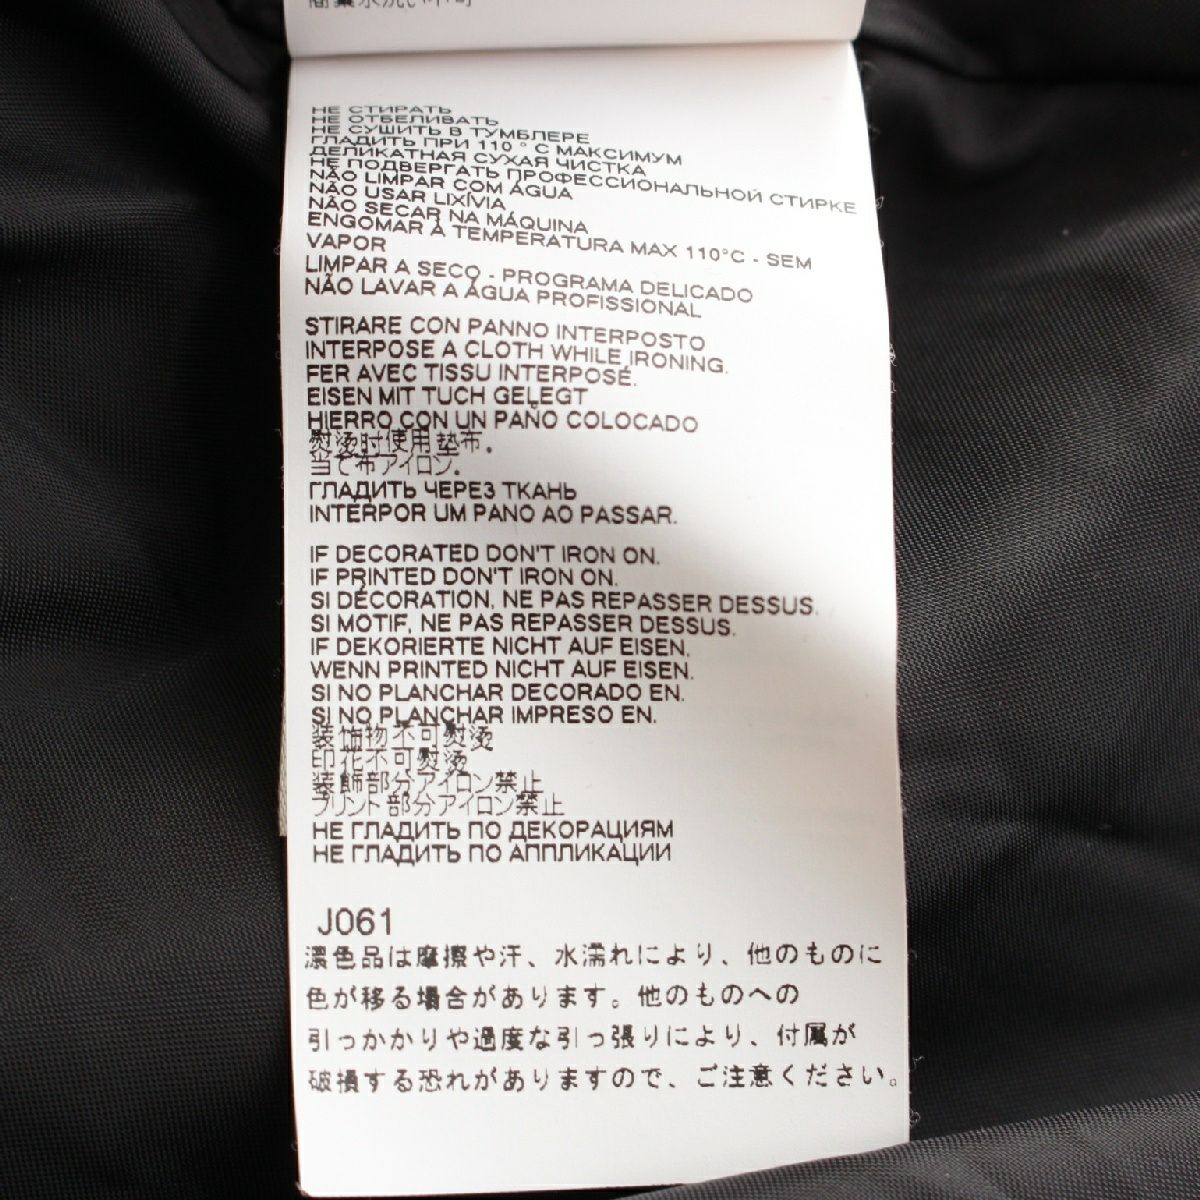 商業水洗い不可
НЕ СТИРАТЬ
НЕ ОТБЕЛИВАТЬ
НЕ СУШИТЬ В ТУМБЛЕРЕ
ГЛАДИТЬ ПРИ 110 ° С МАКСИМУМ
ДЕЛИКАТНАЯ СУХАЯ ЧИСТКА
НЕ ПОДВЕРГАТЬ ПРОФЕССИОНАЛЬНОЙ СТИРКЕ
NÃO LIMPAR COM ÁGUA
NÃO USAR LIXÍVIA
NÃO SECAR NA MÁQUINA
ENGOMAR À TEMPERATURA MAX 110°C - SEM
VAPOR
LIMPAR A SECO - PROGRAMA DELICADO
NÃO LAVAR A ÁGUA PROFISSIONAL
STIRARE CON PANNO INTERPOSTO
INTERPOSE A CLOTH WHILE IRONING.
FER AVEC TISSU INTERPOSÉ.
EISEN MIT TUCH GELEGT
HIERRO CON UN PAÑO COLOCADO
熨烫时使用垫布。
当て布アイロン。
ГЛАДИТЬ ЧЕРЕЗ ТКАНЬ
INTERPOR UM PANO AO PASSAR.
IF DECORATED DON'T IRON ON.
IF PRINTED DON'T IRON ON.
SI DÉCORATION, NE PAS REPASSER DESSUS.
SI MOTIF, NE PAS REPASSER DESSUS.
IF DEKORIERTE NICHT AUF EISEN.
WENN PRINTED NICHT AUF EISEN.
SI NO PLANCHAR DECORADO EN.
SI NO PLANCHAR IMPRESO EN.
装饰物不可熨烫
印花不可熨烫
装飾部分アイロン禁止
プリント部分アイロン禁止
НЕ ГЛАДИТЬ ПО ДЕКОРАЦИЯМ
НЕ ГЛАДИТЬ ПО АППЛИКАЦИИ
J061
濃色品は摩擦や汗、水濡れにより、他のものに
色が移る場合があります。他のものへの
引っかかりや過度な引っ張りにより、付属が
破損する恐れがありますので、ご注意ください。